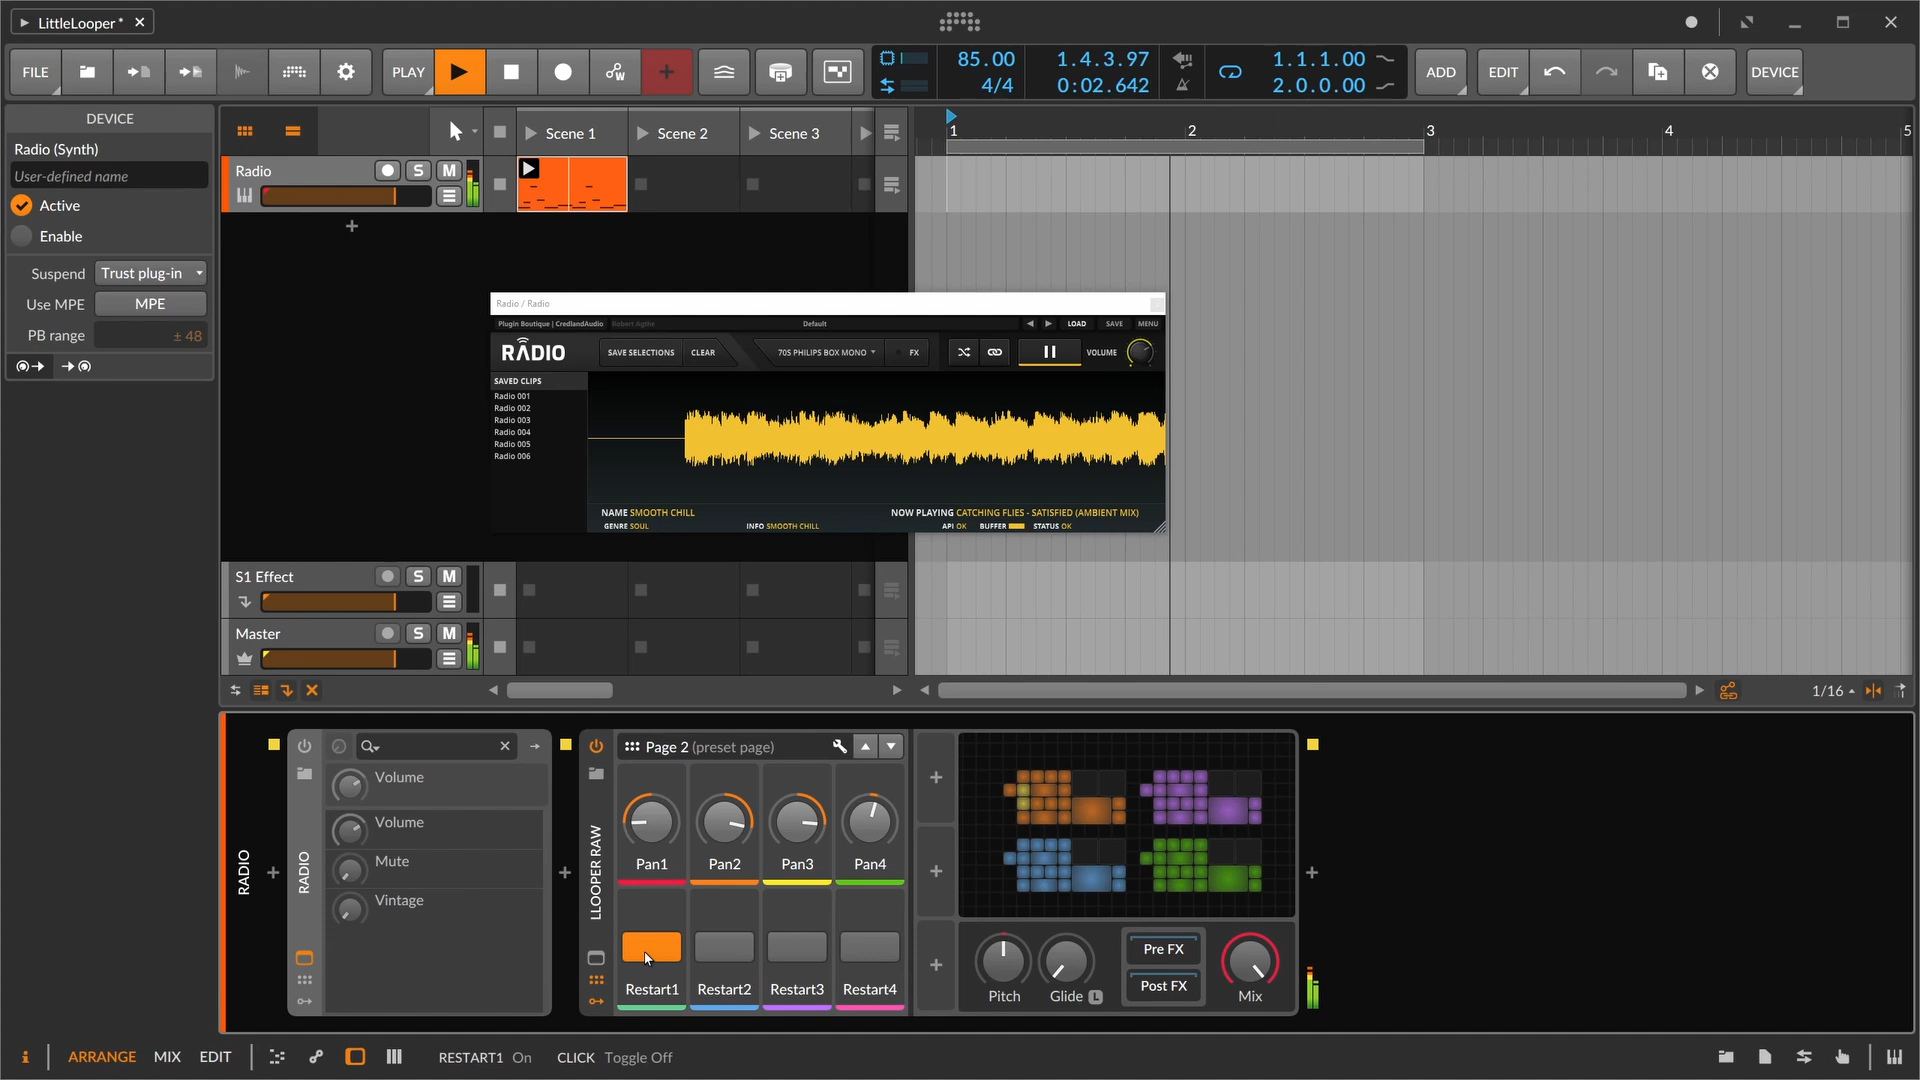 LittleLooper *
FILE
PLAY
85.00
4/4
1.4.3.97
0:02.642
1.1.1.00
2.0.0.00
ADD
EDIT
DEVICE
DEVICE
Radio (Synth)
User-defined name
Active
Enable
Suspend Trust plug-in
Use MPE MPE
PB range ± 48
Scene 1
Scene 2
Scene 3
1 2 3 4 5
Radio
S M
Radio / Radio
Plugin Boutique | CredlandAudio Robert Agthe
Default
LOAD SAVE MENU
RADIO
SAVE SELECTIONS CLEAR
70S PHILIPS BOX MONO
FX
VOLUME
SAVED CLIPS
Radio 001
Radio 002
Radio 003
Radio 004
Radio 005
Radio 006
NAME SMOOTH CHILL
NOW PLAYING CATCHING FLIES - SATISFIED (AMBIENT MIX)
GENRE SOUL
INFO SMOOTH CHILL
API OK BUFFER STATUS OK
S1 Effect
S M
Master
S M
1/16
RADIO
RADIO
Volume
Volume
Mute
Vintage
LLOOPER RAW
Page 2 (preset page)
Pan1 Pan2 Pan3 Pan4
Restart1 Restart2 Restart3 Restart4
Pitch
Glide L
Pre FX
Post FX
Mix
i
ARRANGE MIX EDIT
RESTART1 On
CLICK Toggle Off